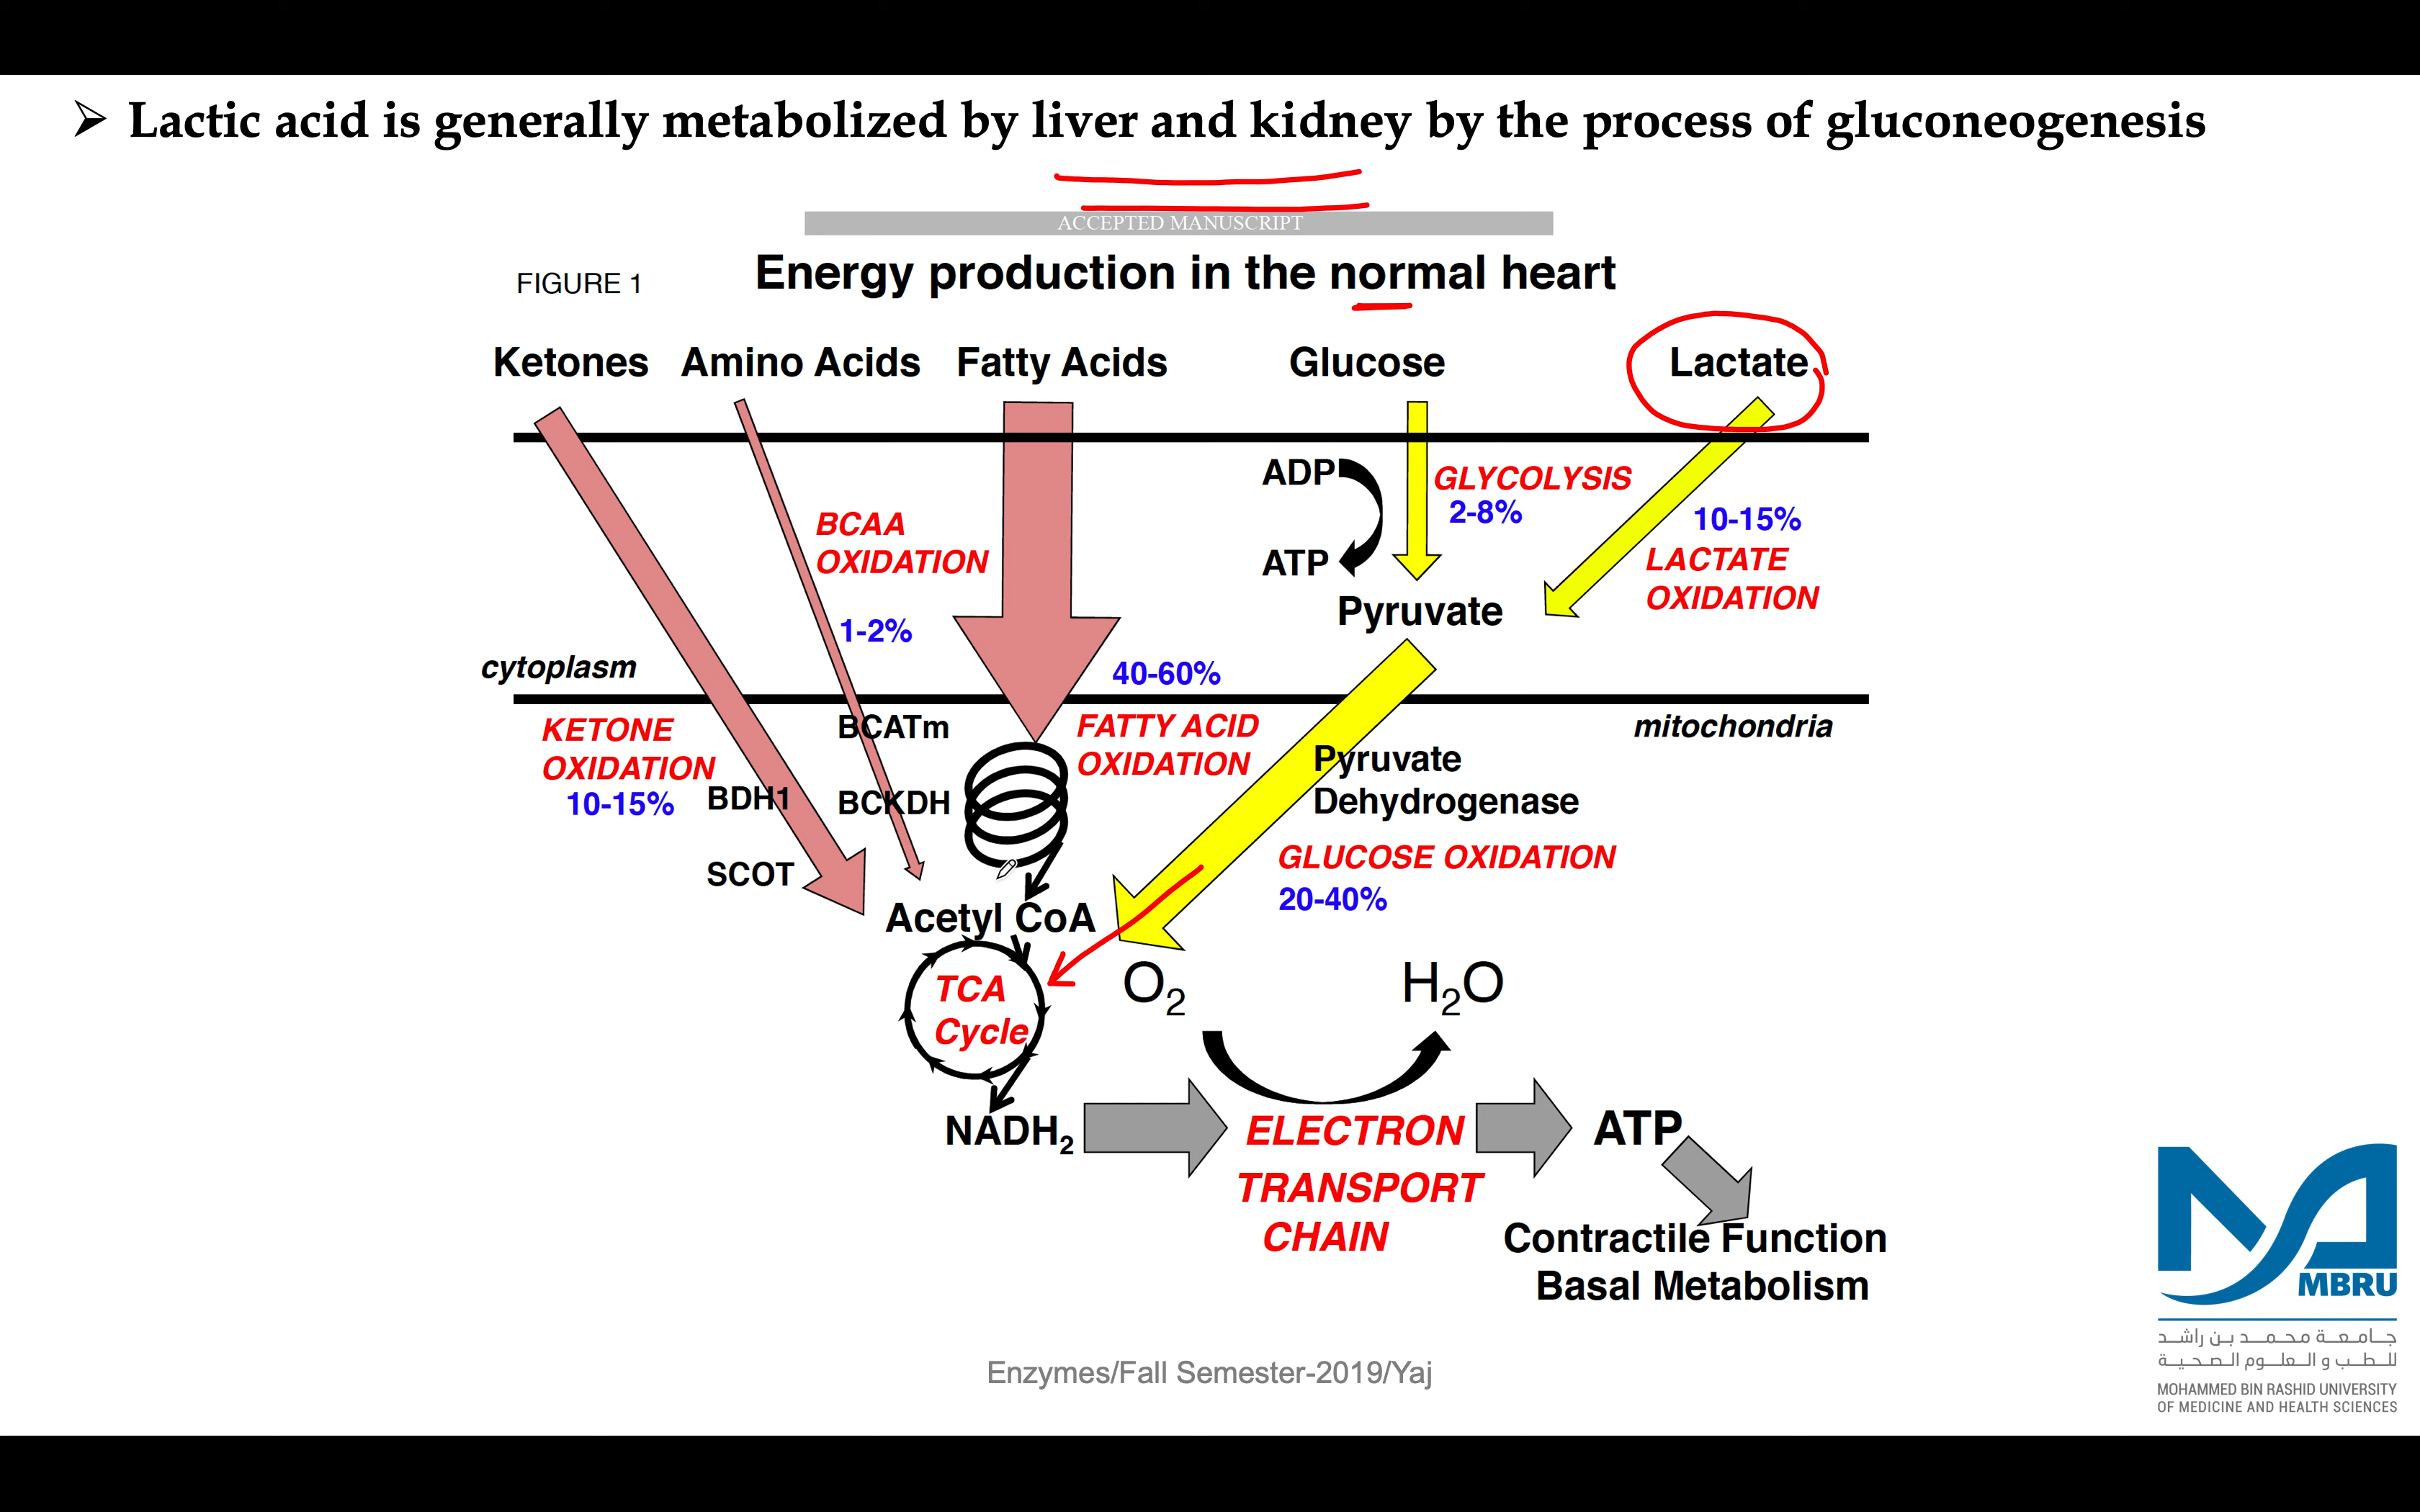 ➢ Lactic acid is generally metabolized by liver and kidney by the process of gluconeogenesis
ACCEPTED MANUSCRIPT
FIGURE 1
Energy production in the normal heart
Ketones
Amino Acids
Fatty Acids
Glucose
Lactate
ADP
ATP
GLYCOLYSIS
2-8%
10-15%
LACTATE
OXIDATION
BCAA
OXIDATION
1-2%
Pyruvate
cytoplasm
40-60%
KETONE
OXIDATION
10-15%
BDH1
SCOT
BCATm
BCKDH
FATTY ACID
OXIDATION
mitochondria
Pyruvate
Dehydrogenase
GLUCOSE OXIDATION
20-40%
Acetyl CoA
TCA
Cycle
O2
H2O
NADH2
ELECTRON
TRANSPORT
CHAIN
ATP
Contractile Function
Basal Metabolism
Enzymes/Fall Semester-2019/Yaj
MBRU
جامعة محمد بن راشد
للطب و العلوم الصحية
MOHAMMED BIN RASHID UNIVERSITY
OF MEDICINE AND HEALTH SCIENCES